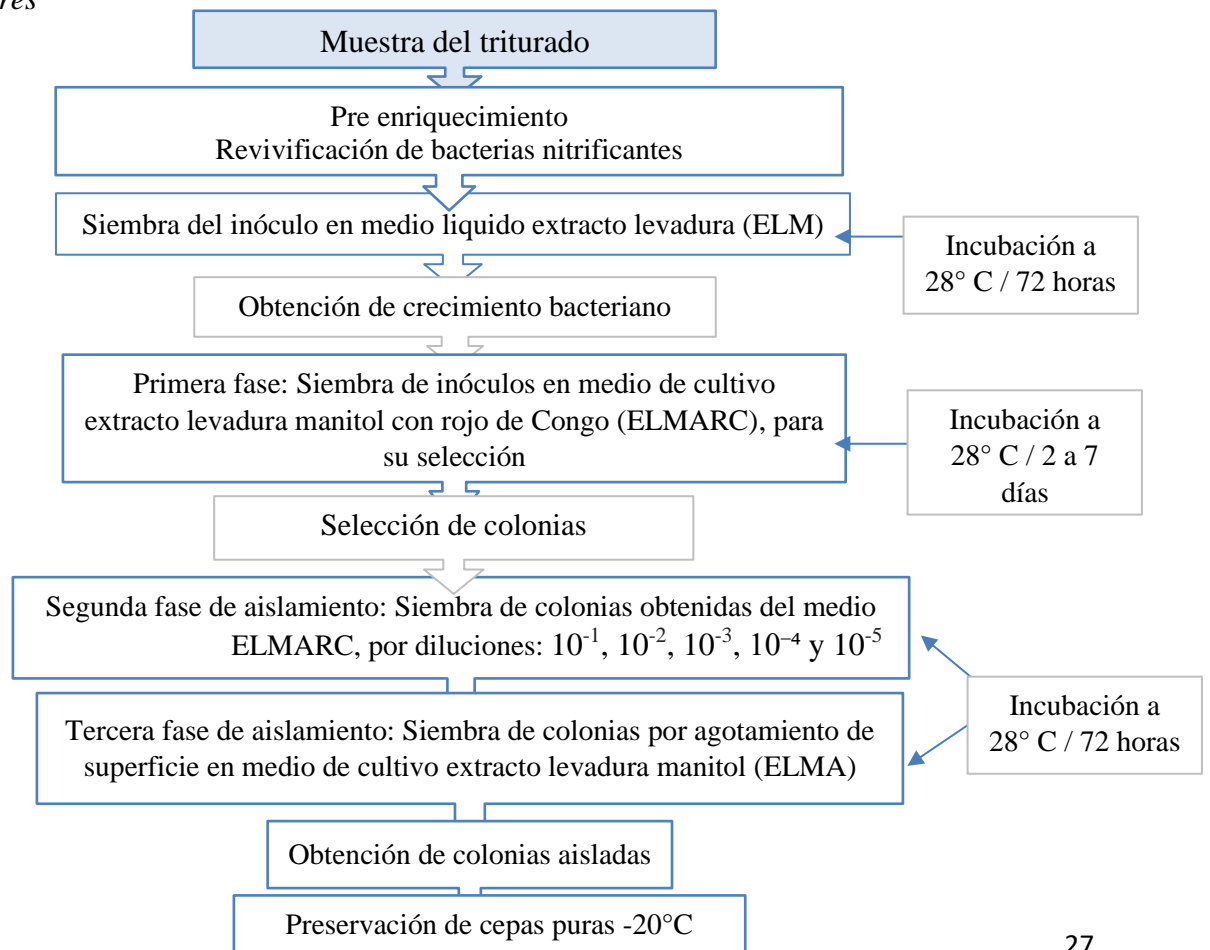 Muestra del triturado
Pre enriquecimiento
Revivificación de bacterias nitrificantes
Siembra del inóculo en medio liquido extracto levadura (ELM)
Incubación a
28° C / 72 horas
Obtención de crecimiento bacteriano
Primera fase: Siembra de inóculos en medio de cultivo
extracto levadura manitol con rojo de Congo (ELMARC), para
su selección
Incubación a
28° C / 2 a 7
días
Selección de colonias
Segunda fase de aislamiento: Siembra de colonias obtenidas del medio
ELMARC, por diluciones: 10⁻¹, 10⁻², 10⁻³, 10⁻⁴ y 10⁻⁵
Incubación a
28° C / 72 horas
Tercera fase de aislamiento: Siembra de colonias por agotamiento de
superficie en medio de cultivo extracto levadura manitol (ELMA)
Obtención de colonias aisladas
Preservación de cepas puras -20°C
27